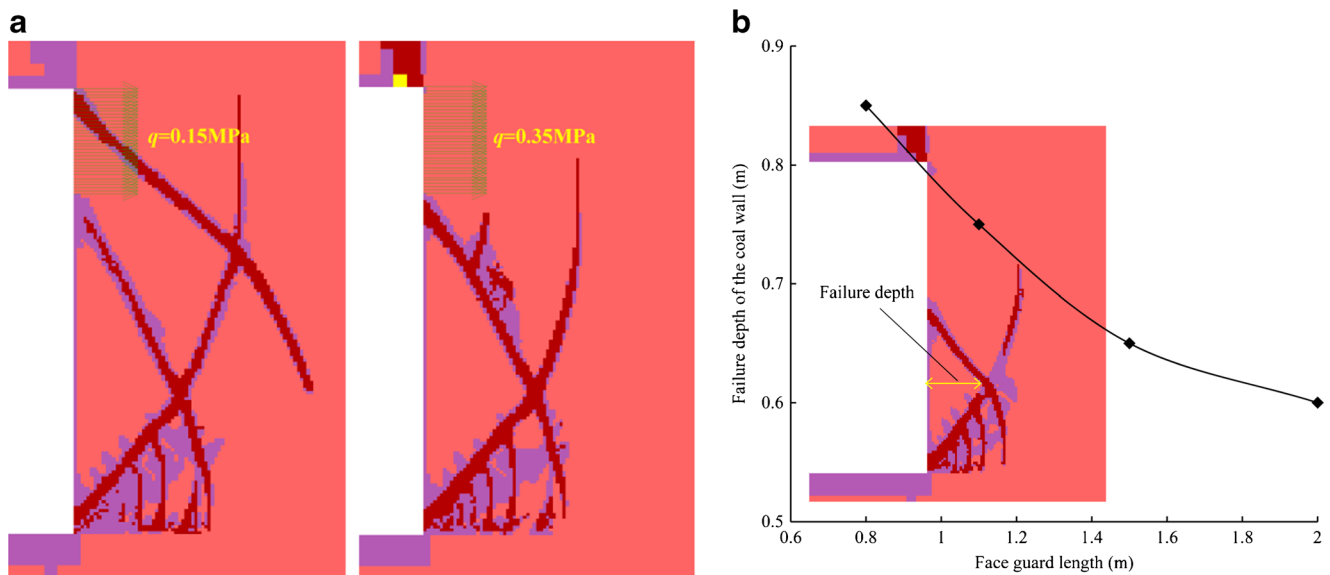 a
q=0.15MPa
q=0.35MPa
b
Failure depth of the coal wall (m)
0.9
0.8
0.7
0.6
0.5
Failure depth
0.6
0.8
1
1.2
1.4
1.6
1.8
2
Face guard length (m)